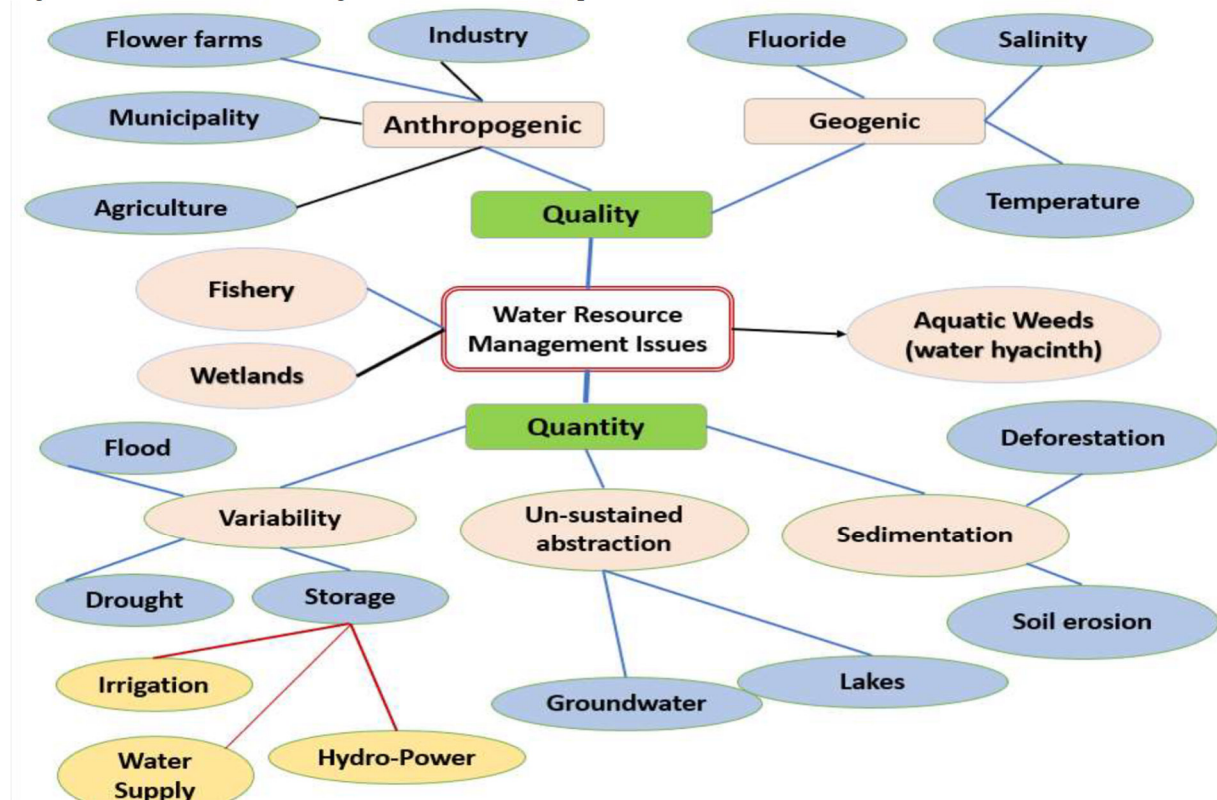 Flower farms
Industry
Fluoride
Salinity
Municipality
Anthropogenic
Geogenic
Agriculture
Quality
Temperature
Fishery
Water Resource
Management Issues
Aquatic Weeds
(water hyacinth)
Wetlands
Quantity
Flood
Deforestation
Variability
Un-sustained
abstraction
Sedimentation
Drought
Storage
Soil erosion
Irrigation
Groundwater
Lakes
Water
Supply
Hydro-Power